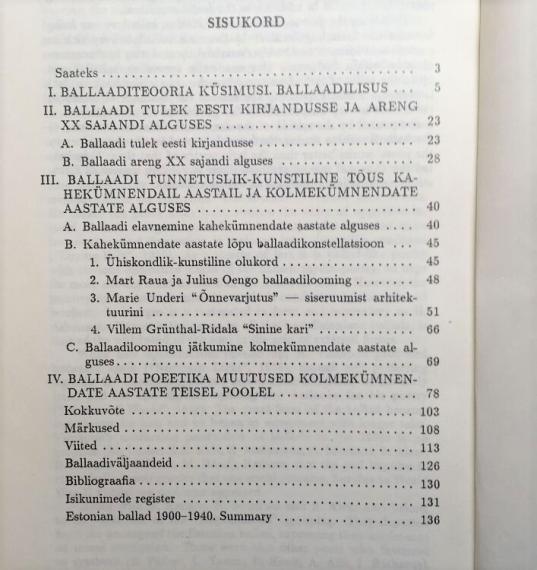 SISUKORD
Saateks . . . . . . . . . . . . . . . . . . . . . . . . . . . . . . . . . . . . . . . . . . 3
I. BALLAADITEOORIA KÜSIMUSI. BALLAADILISUS . . . 5
II. BALLAADI TULEK EESTI KIRJANDUSSE JA ARENG
XX SAJANDI ALGUSES . . . . . . . . . . . . . . . . . . . . . . . . . . . 23
A. Ballaadi tulek eesti kirjandusse . . . . . . . . . . . . . . . . . . . . . 23
B. Ballaadi areng XX sajandi alguses . . . . . . . . . . . . . . . . . . 28
III. BALLAADI TUNNETUSLIK-KUNSTILINE TÕUS KA-
HEKÜMNENDAIL AASTAIL JA KOLMEKÜMNENDATE
AASTATE ALGUSES . . . . . . . . . . . . . . . . . . . . . . . . . . . . . 40
A. Ballaadi elavnemine kahekümnendate aastate alguses . . . . 40
B. Kahekümnendate aastate lõpu ballaadikonstellatsioon . . . 45
1. Ühiskondlik-kunstiline olukord . . . . . . . . . . . . . . . . . . . 45
2. Mart Raua ja Julius Oengo ballaadilooming . . . . . . . . 48
3. Marie Underi “Õnnevarjutus” — siseruumist arhitek-
tuurini . . . . . . . . . . . . . . . . . . . . . . . . . . . . . . . . . . . . . . 51
4. Villem Grünthal-Ridala “Sinine kari” . . . . . . . . . . . . . 66
C. Ballaadiloomingu jätkumine kolmekümnendate aastate al-
guses . . . . . . . . . . . . . . . . . . . . . . . . . . . . . . . . . . . . . . . . 69
IV. BALLAADI POEETIKA MUUTUSED KOLMEKÜMNEN-
DATE AASTATE TEISEL POOLEL . . . . . . . . . . . . . . . . . . 78
Kokkuvõte . . . . . . . . . . . . . . . . . . . . . . . . . . . . . . . . . . . . . . . 103
Märkused . . . . . . . . . . . . . . . . . . . . . . . . . . . . . . . . . . . . . . . . 108
Viited . . . . . . . . . . . . . . . . . . . . . . . . . . . . . . . . . . . . . . . . . . . 113
Ballaadiväljaandeid . . . . . . . . . . . . . . . . . . . . . . . . . . . . . . . . 126
Bibliograafia . . . . . . . . . . . . . . . . . . . . . . . . . . . . . . . . . . . . . 130
Isikunimede register . . . . . . . . . . . . . . . . . . . . . . . . . . . . . . . 131
Estonian ballad 1900–1940. Summary . . . . . . . . . . . . . . . . . . 136